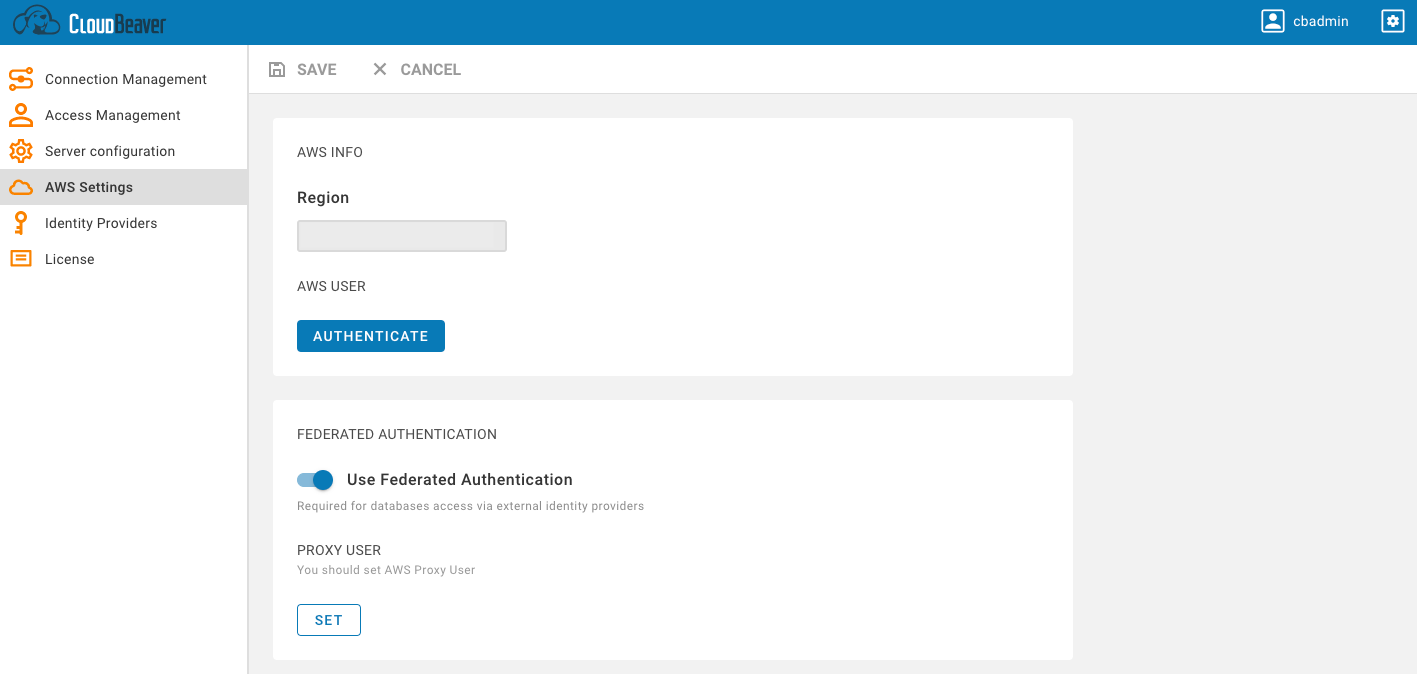 CloudBeaver
cbadmin
Connection Management
Access Management
Server configuration
AWS Settings
Identity Providers
License
SAVE
CANCEL
AWS INFO
Region
AWS USER
AUTHENTICATE
FEDERATED AUTHENTICATION
Use Federated Authentication
Required for databases access via external identity providers
PROXY USER
You should set AWS Proxy User
SET